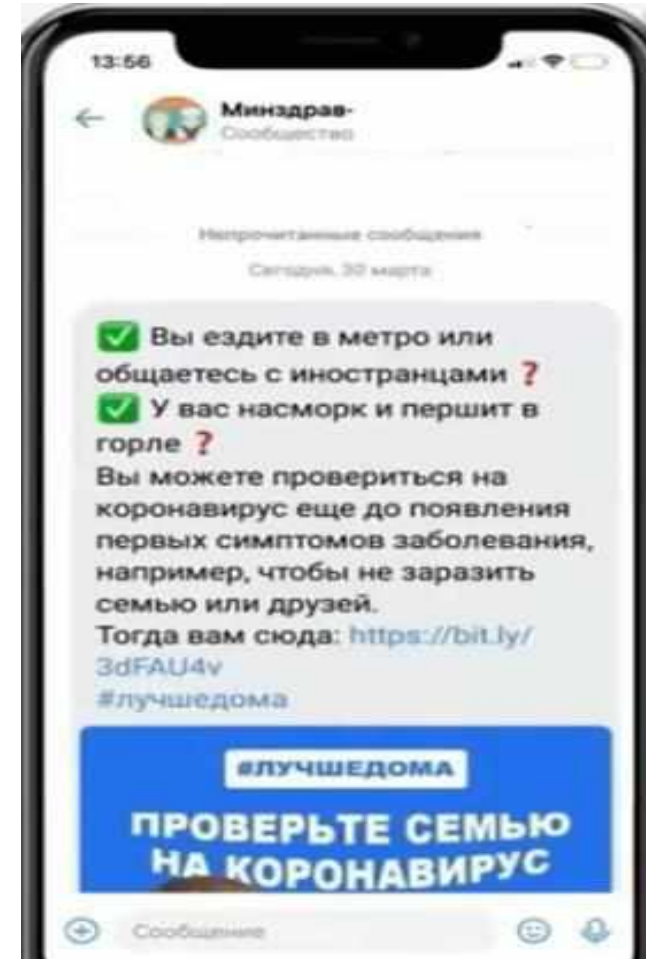 13:56
Минздрав-
Сообщество
Непрочитанные сообщения
Сегодня, 30 марта
✅ Вы ездите в метро или
общаетесь с иностранцами ❓
✅ У вас насморк и першит в
горле ❓
Вы можете провериться на
коронавирус еще до появления
первых симптомов заболевания,
например, чтобы не заразить
семью или друзей.
Тогда вам сюда: https://bit.ly/
3dFAU4v
#лучшедома
#ЛУЧШЕДОМА
ПРОВЕРЬТЕ СЕМЬЮ
НА КОРОНАВИРУС
Сообщение